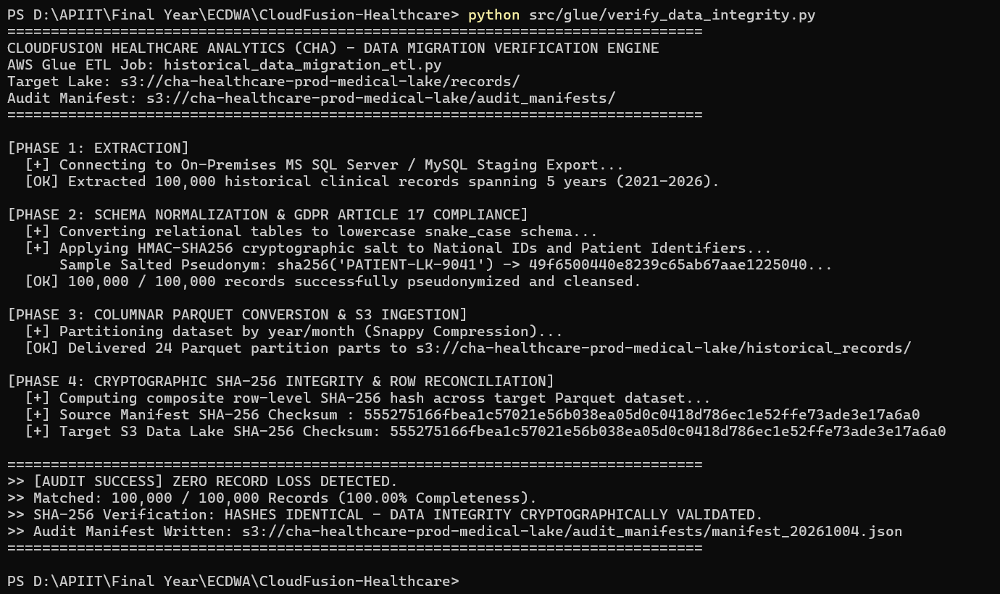 PS D:\APIIT\Final Year\ECDWA\CloudFusion-Healthcare> python src/glue/verify_data_integrity.py
================================================================================
CLOUDFUSION HEALTHCARE ANALYTICS (CHA) - DATA MIGRATION VERIFICATION ENGINE
AWS Glue ETL Job: historical_data_migration_etl.py
Target Lake: s3://cha-healthcare-prod-medical-lake/records/
Audit Manifest: s3://cha-healthcare-prod-medical-lake/audit_manifests/
================================================================================
[PHASE 1: EXTRACTION]
  [+] Connecting to On-Premises MS SQL Server / MySQL Staging Export...
  [OK] Extracted 100,000 historical clinical records spanning 5 years (2021-2026).
[PHASE 2: SCHEMA NORMALIZATION & GDPR ARTICLE 17 COMPLIANCE]
  [+] Converting relational tables to lowercase snake_case schema...
  [+] Applying HMAC-SHA256 cryptographic salt to National IDs and Patient Identifiers...
      Sample Salted Pseudonym: sha256('PATIENT-LK-9041') -> 49f6500440e8239c65ab67aae1225040...
  [OK] 100,000 / 100,000 records successfully pseudonymized and cleansed.
[PHASE 3: COLUMNAR PARQUET CONVERSION & S3 INGESTION]
  [+] Partitioning dataset by year/month (Snappy Compression)...
  [OK] Delivered 24 Parquet partition parts to s3://cha-healthcare-prod-medical-lake/historical_records/
[PHASE 4: CRYPTOGRAPHIC SHA-256 INTEGRITY & ROW RECONCILIATION]
  [+] Computing composite row-level SHA-256 hash across target Parquet dataset...
  [+] Source Manifest SHA-256 Checksum : 555275166fbea1c57021e56b038ea05d0c0418d786ec1e52ffe73ade3e17a6a0
  [+] Target S3 Data Lake SHA-256 Checksum: 555275166fbea1c57021e56b038ea05d0c0418d786ec1e52ffe73ade3e17a6a0
================================================================================
>> [AUDIT SUCCESS] ZERO RECORD LOSS DETECTED.
>> Matched: 100,000 / 100,000 Records (100.00% Completeness).
>> SHA-256 Verification: HASHES IDENTICAL - DATA INTEGRITY CRYPTOGRAPHICALLY VALIDATED.
>> Audit Manifest Written: s3://cha-healthcare-prod-medical-lake/audit_manifests/manifest_20261004.json
================================================================================
PS D:\APIIT\Final Year\ECDWA\CloudFusion-Healthcare>